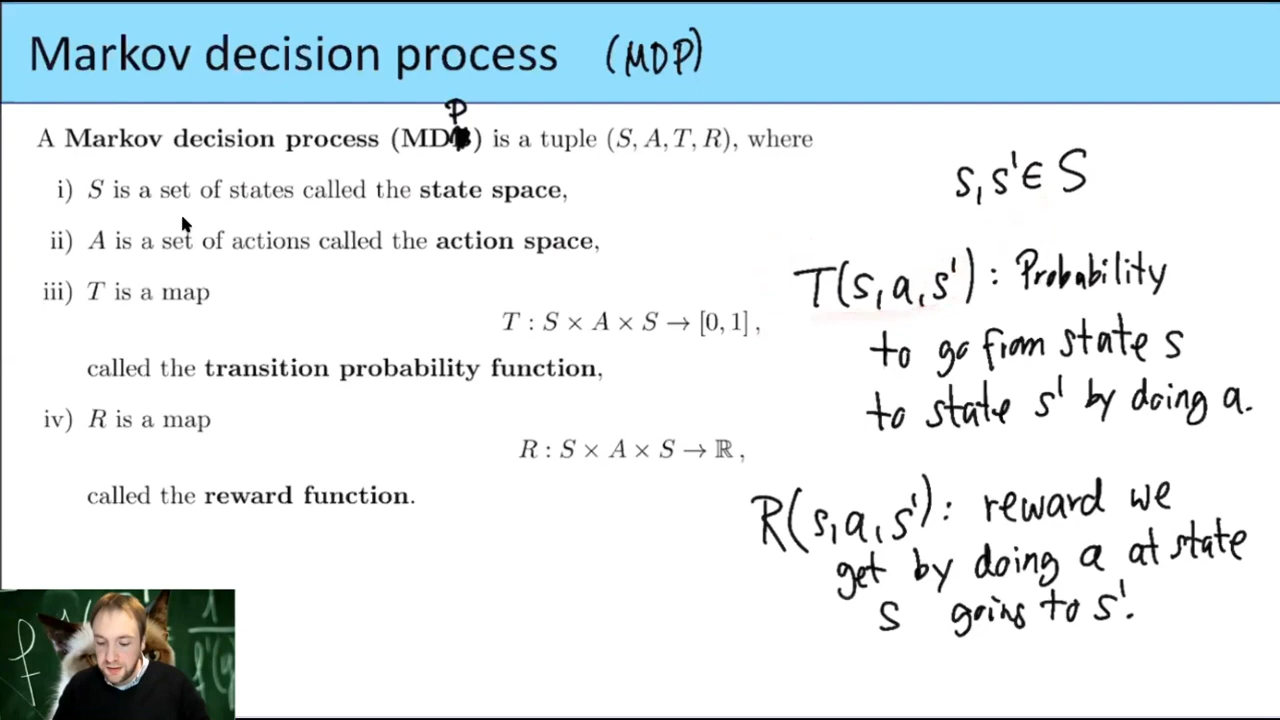 Markov decision process (MDP)
P
A Markov decision process (MD) is a tuple (S, A, T, R), where
i) S is a set of states called the state space,
ii) A is a set of actions called the action space,
iii) T is a map
T : S × A × S → [0, 1] ,
called the transition probability function,
iv) R is a map
R : S × A × S → ℝ ,
called the reward function.
s, s' ∈ S
T(s, a, s') : Probability
to go from state s
to state s' by doing a.
R(s, a, s') : reward we
get by doing a at state
s going to s'.